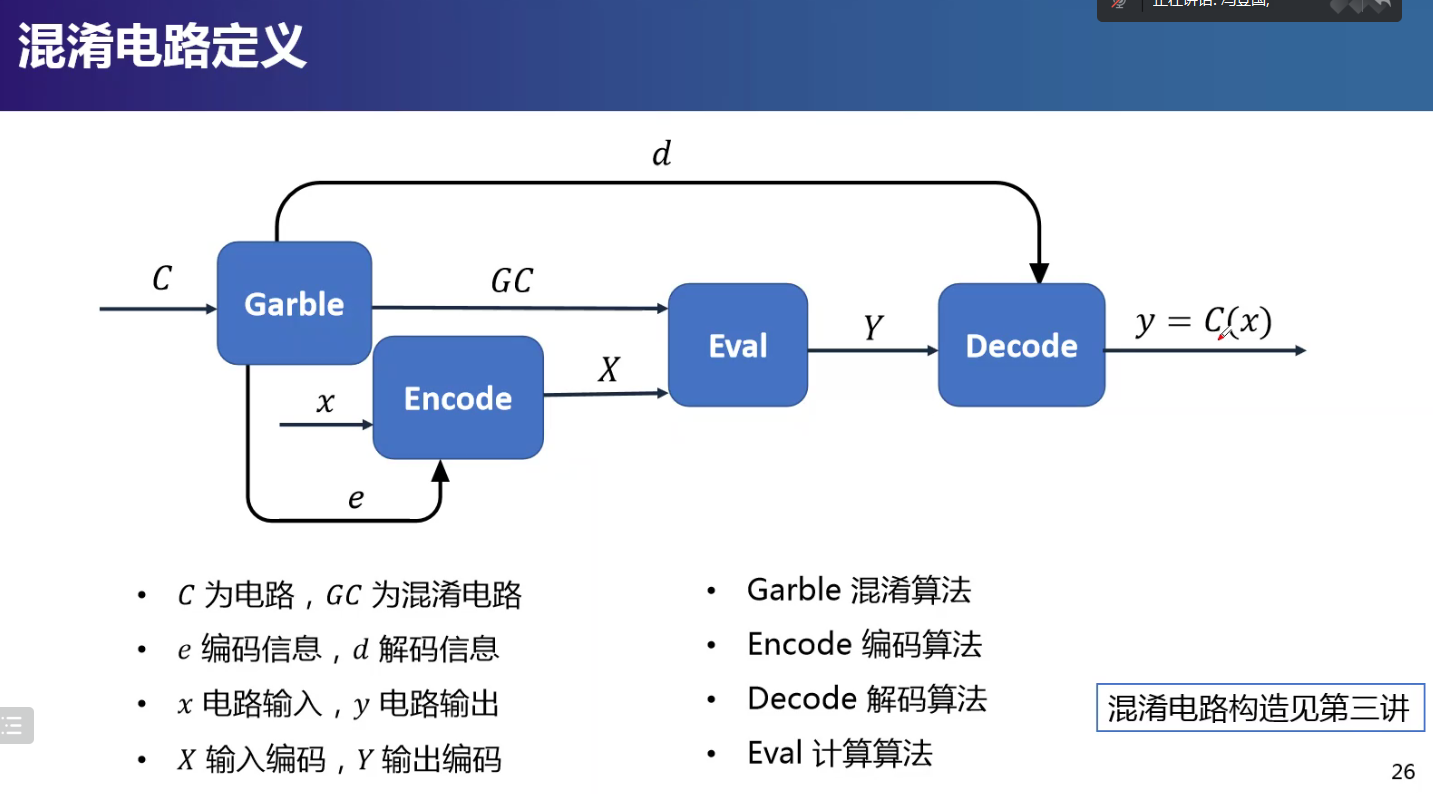 正在讲话: 冯登国;
混淆电路定义
d
C
Garble
GC
Eval
Y
Decode
y = C(x)
x
Encode
X
e
• C 为电路，GC 为混淆电路
• e 编码信息，d 解码信息
• x 电路输入，y 电路输出
• X 输入编码，Y 输出编码
• Garble 混淆算法
• Encode 编码算法
• Decode 解码算法
• Eval 计算算法
混淆电路构造见第三讲
26